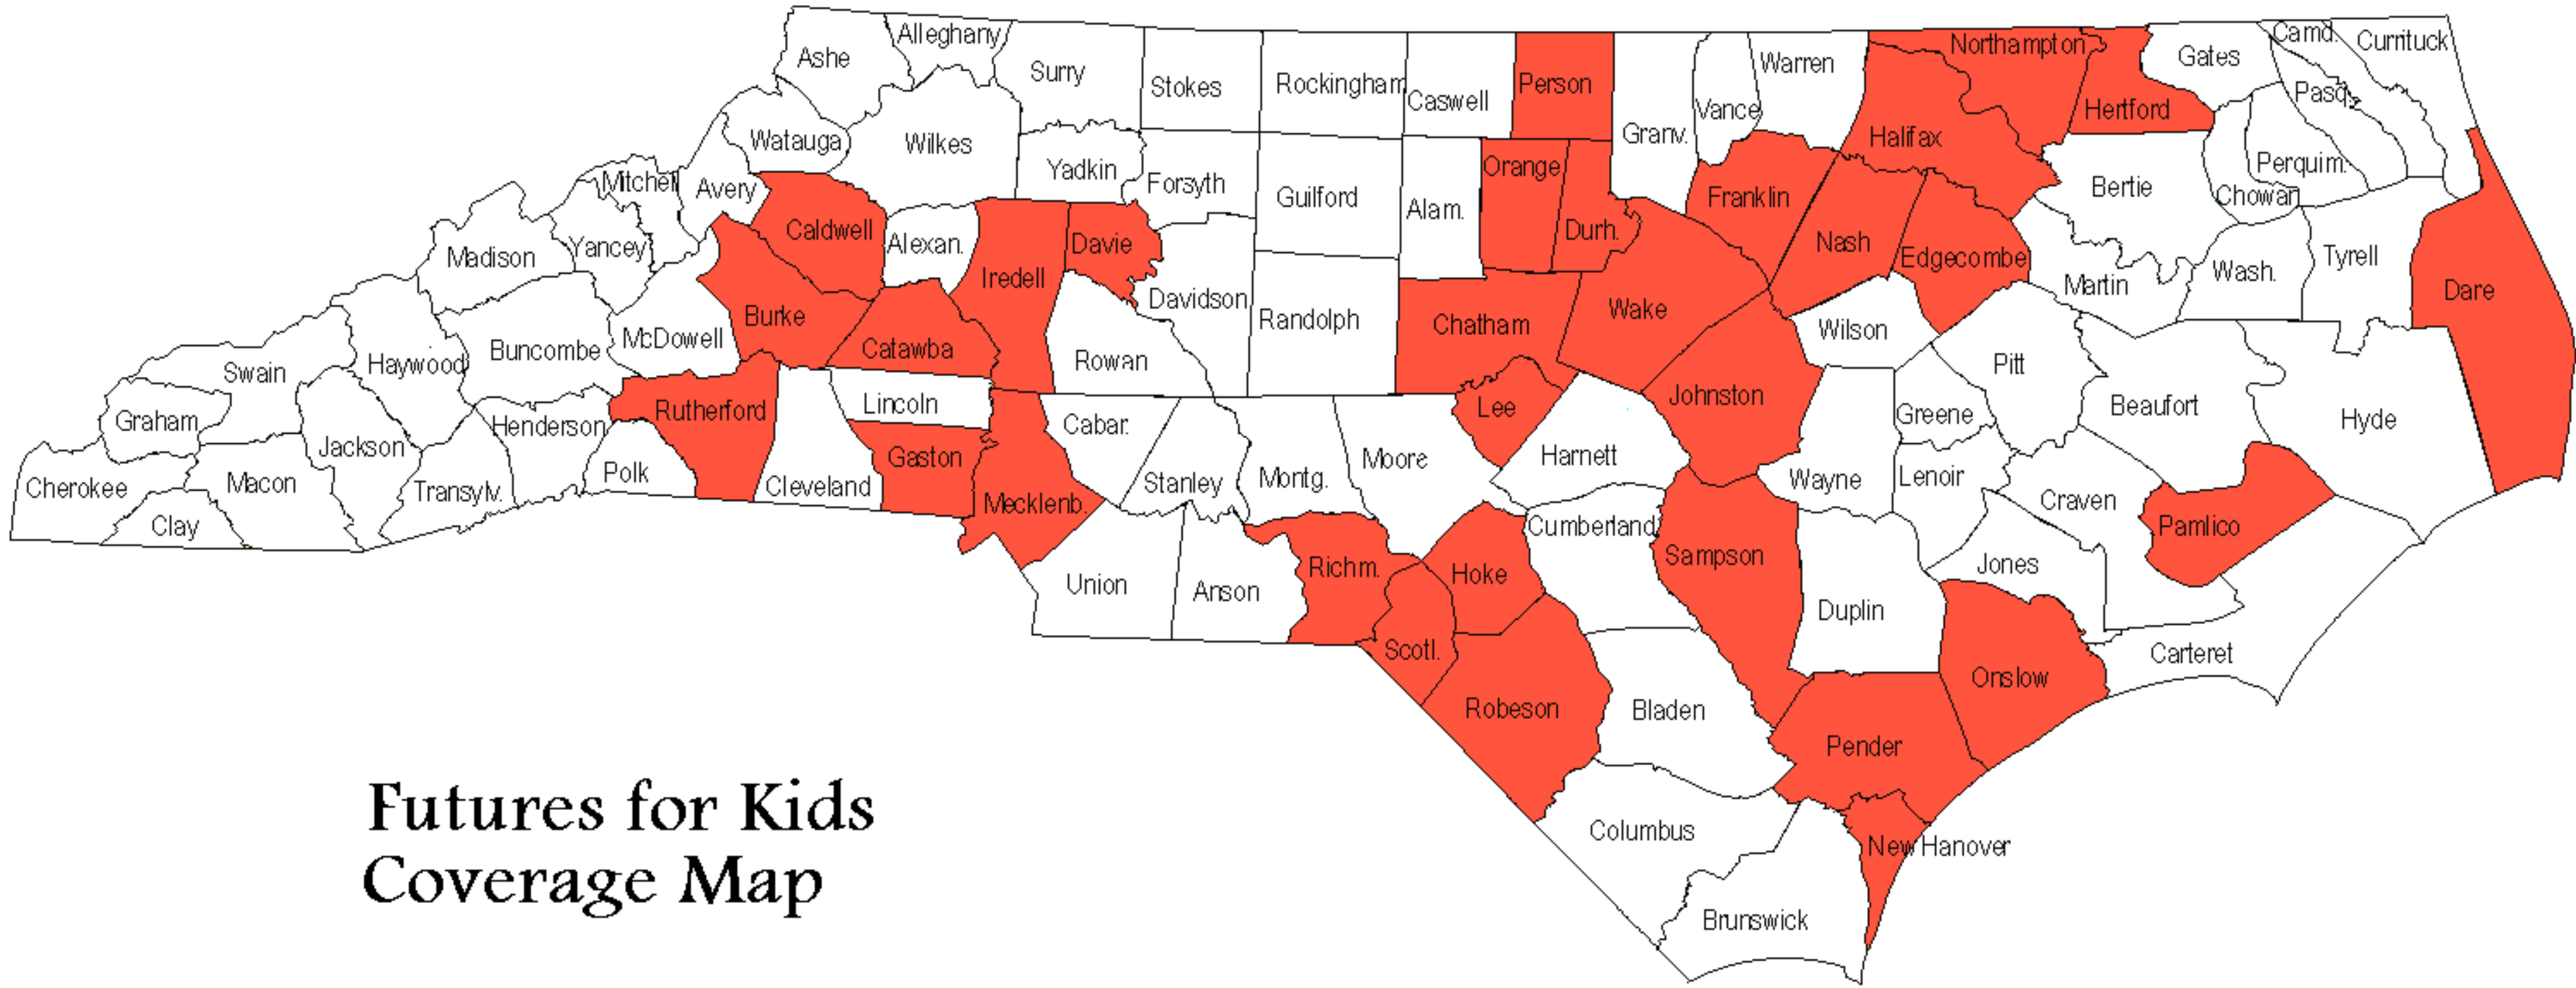 Alleghany
Ashe
Surry
Stokes
Rockingham
Caswell
Person
Granv.
Vance
Warren
Northampton
Hertford
Gates
Camd.
Currituck
Pasq.
Perquim.
Chowan
Halifax
Watauga
Wilkes
Yadkin
Forsyth
Guilford
Alam.
Orange
Durh.
Franklin
Nash
Edgecombe
Bertie
Martin
Wash.
Tyrell
Dare
Mitchell
Avery
Caldwell
Alexan.
Iredell
Davie
Davidson
Randolph
Chatham
Wake
Wilson
Pitt
Beaufort
Hyde
Madison
Yancey
Burke
Catawba
Rowan
McDowell
Buncombe
Haywood
Swain
Graham
Rutherford
Lincoln
Cabar.
Lee
Johnston
Greene
Cherokee
Macon
Jackson
Henderson
Transylv.
Polk
Cleveland
Gaston
Mecklenb.
Stanley
Montg.
Moore
Harnett
Wayne
Lenoir
Craven
Pamlico
Clay
Union
Anson
Richm.
Hoke
Cumberland
Sampson
Duplin
Jones
Scotl.
Robeson
Bladen
Pender
Onslow
Carteret
Columbus
New Hanover
Brunswick
Futures for Kids
Coverage Map